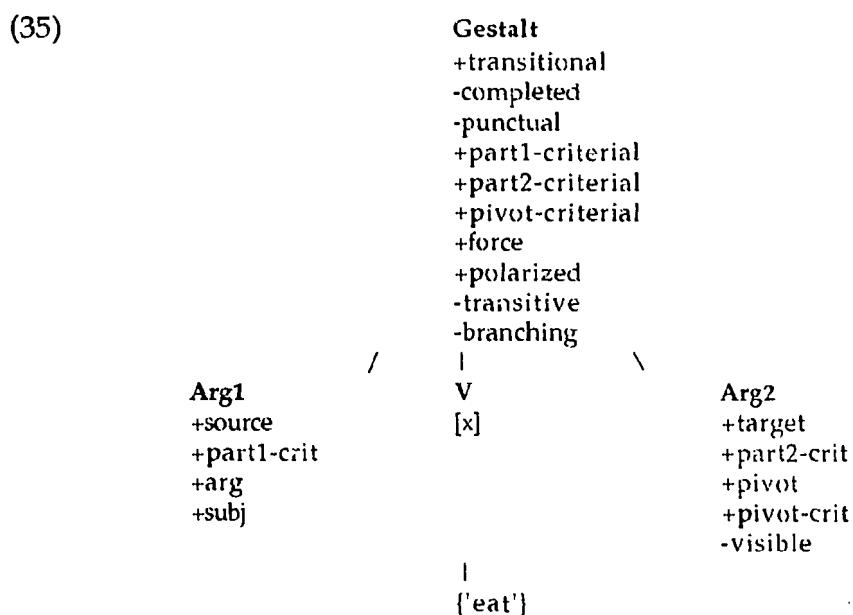 (35) Gestalt
+transitional
-completed
-punctual
+part1-criterial
+part2-criterial
+pivot-criterial
+force
+polarized
-transitive
-branching
/ | \
Arg1 V Arg2
+source [x] +target
+part1-crit +part2-crit
+arg +pivot
+subj +pivot-crit
-visible
|
{'eat'}